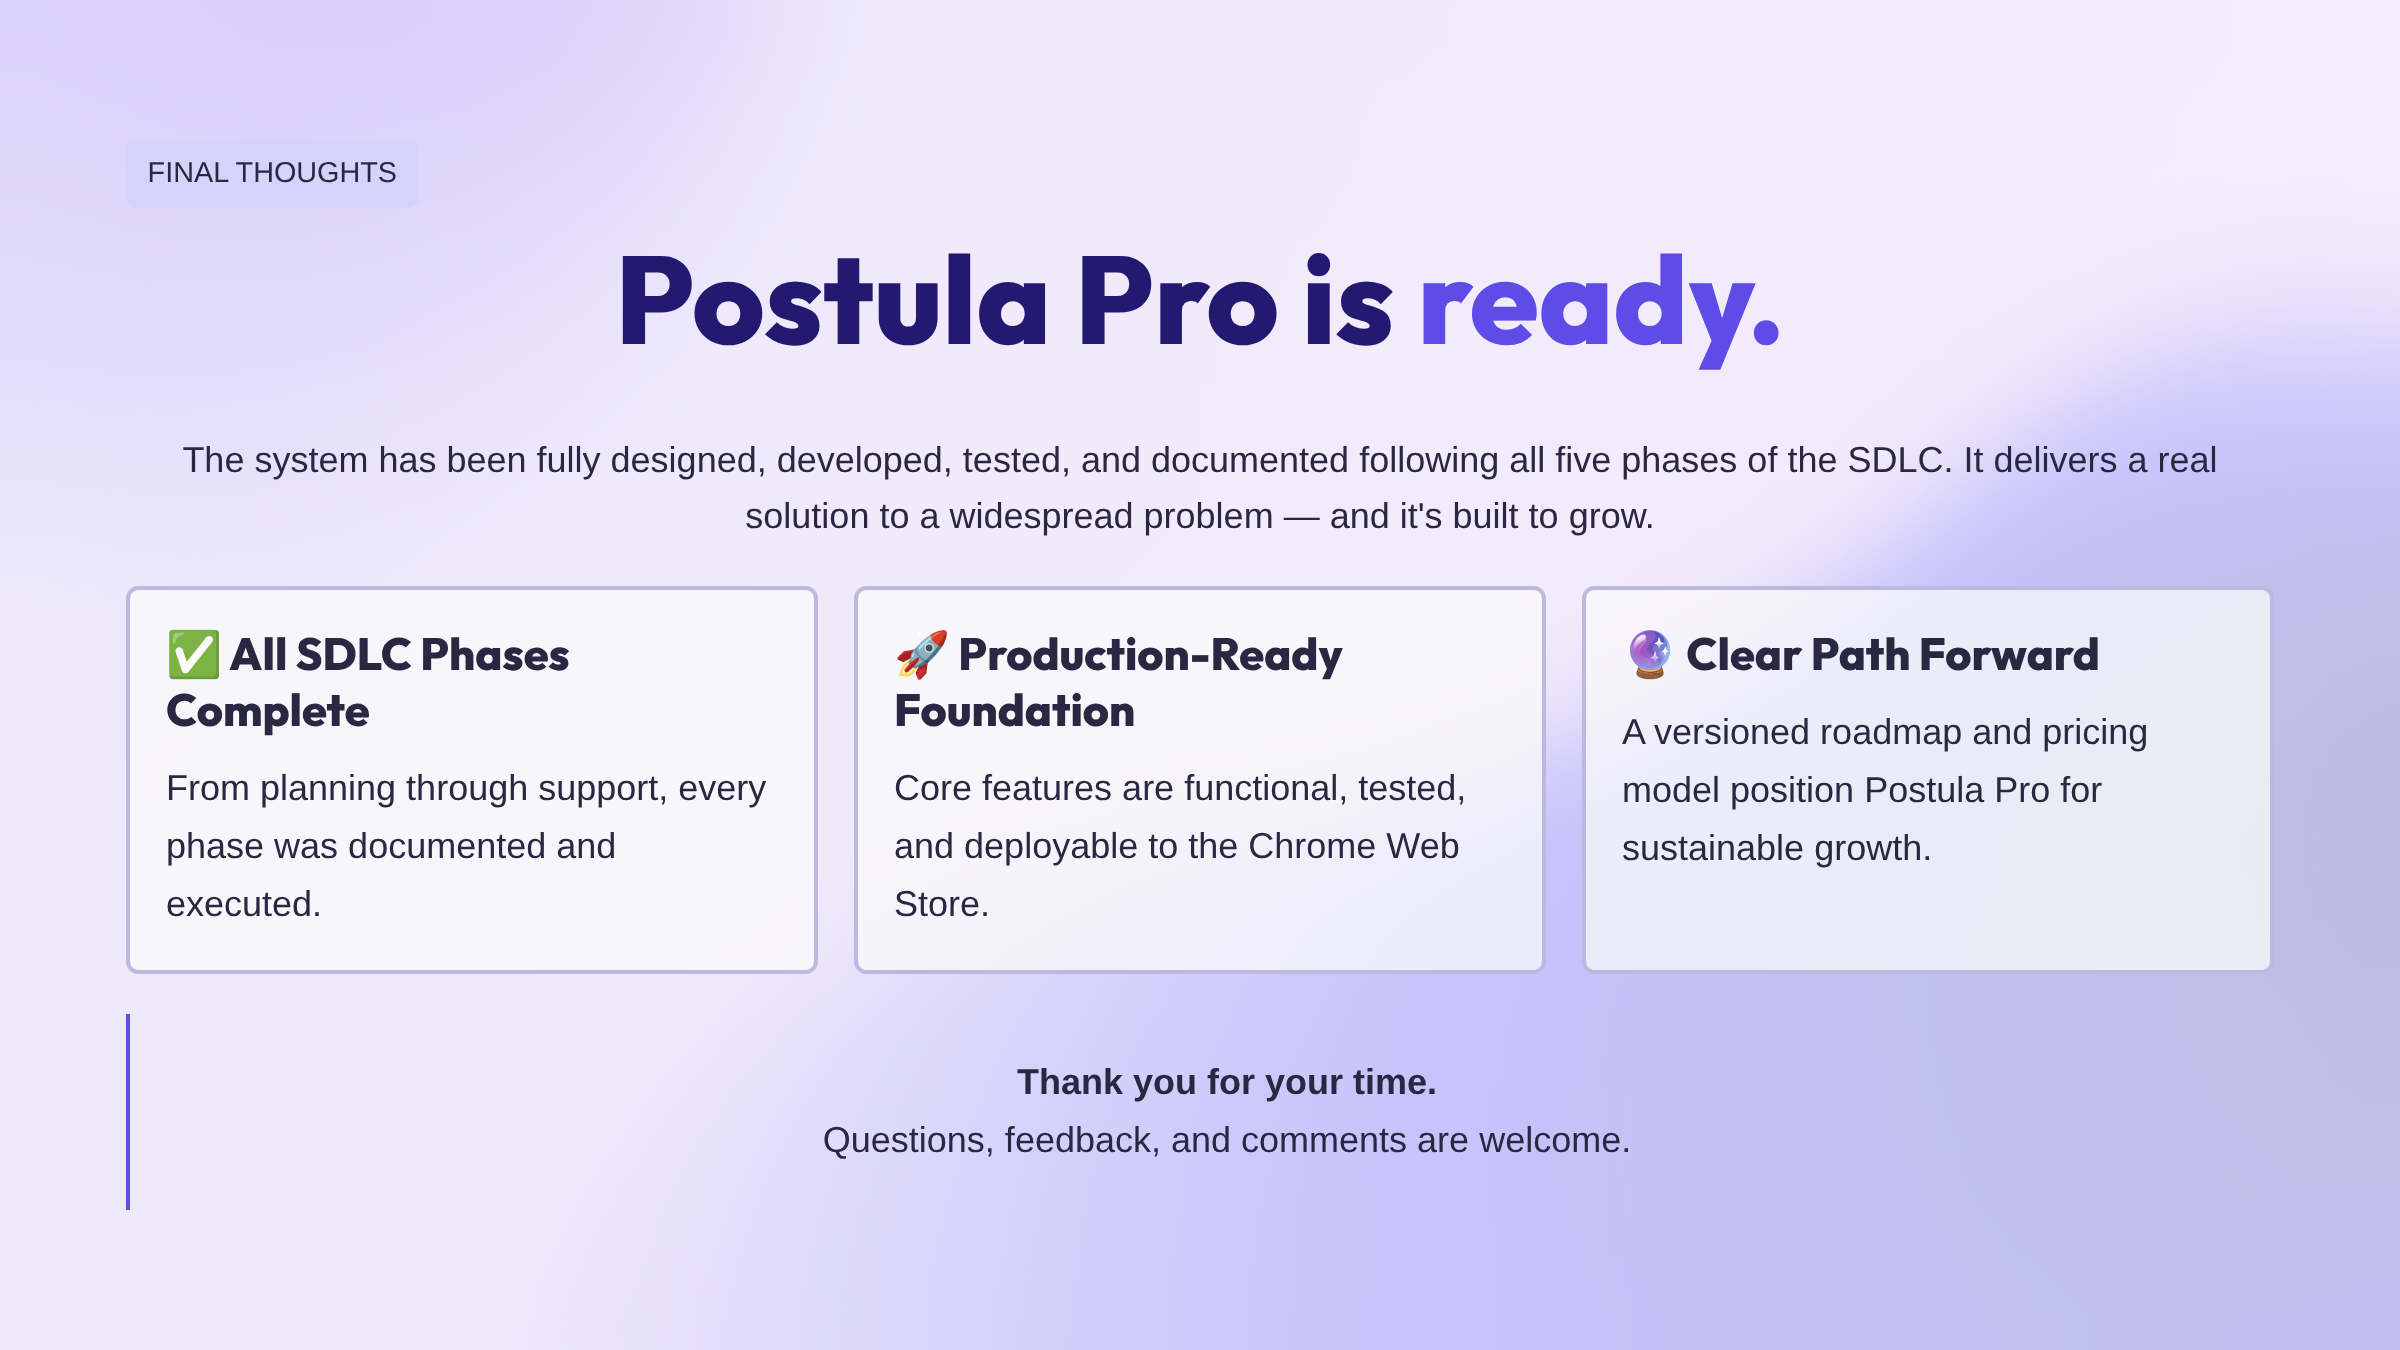 FINAL THOUGHTS
Postula Pro is ready.
The system has been fully designed, developed, tested, and documented following all five phases of the SDLC. It delivers a real
solution to a widespread problem — and it's built to grow.
✅ All SDLC Phases
Complete
From planning through support, every
phase was documented and
executed.
🚀 Production-Ready
Foundation
Core features are functional, tested,
and deployable to the Chrome Web
Store.
🔮 Clear Path Forward
A versioned roadmap and pricing
model position Postula Pro for
sustainable growth.
Thank you for your time.
Questions, feedback, and comments are welcome.